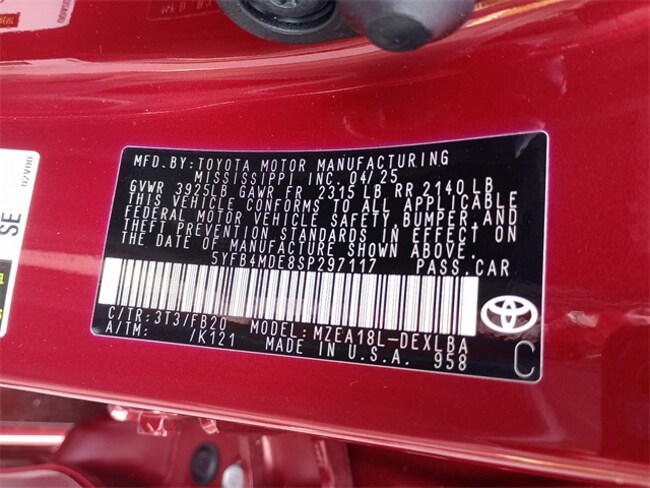 MFD.BY:TOYOTA MOTOR MANUFACTURING
MISSISSIPPI INC. 04/25
GVWR 3925LB GAWR FR 2315 LB RR 2140 LB
THIS VEHICLE CONFORMS TO ALL APPLICABLE
FEDERAL MOTOR VEHICLE SAFETY BUMPER, AND
THEFT PREVENTION STANDARDS IN EFFECT ON
THE DATE OF MANUFACTURE SHOWN ABOVE.
5YFB4MDE8SP297117 PASS.CAR
C/TR:3T3/FB20 MODEL: MZEA18L-DEXLBA
A/TM: /K121 MADE IN U.S.A. 958
C
SE
02V00